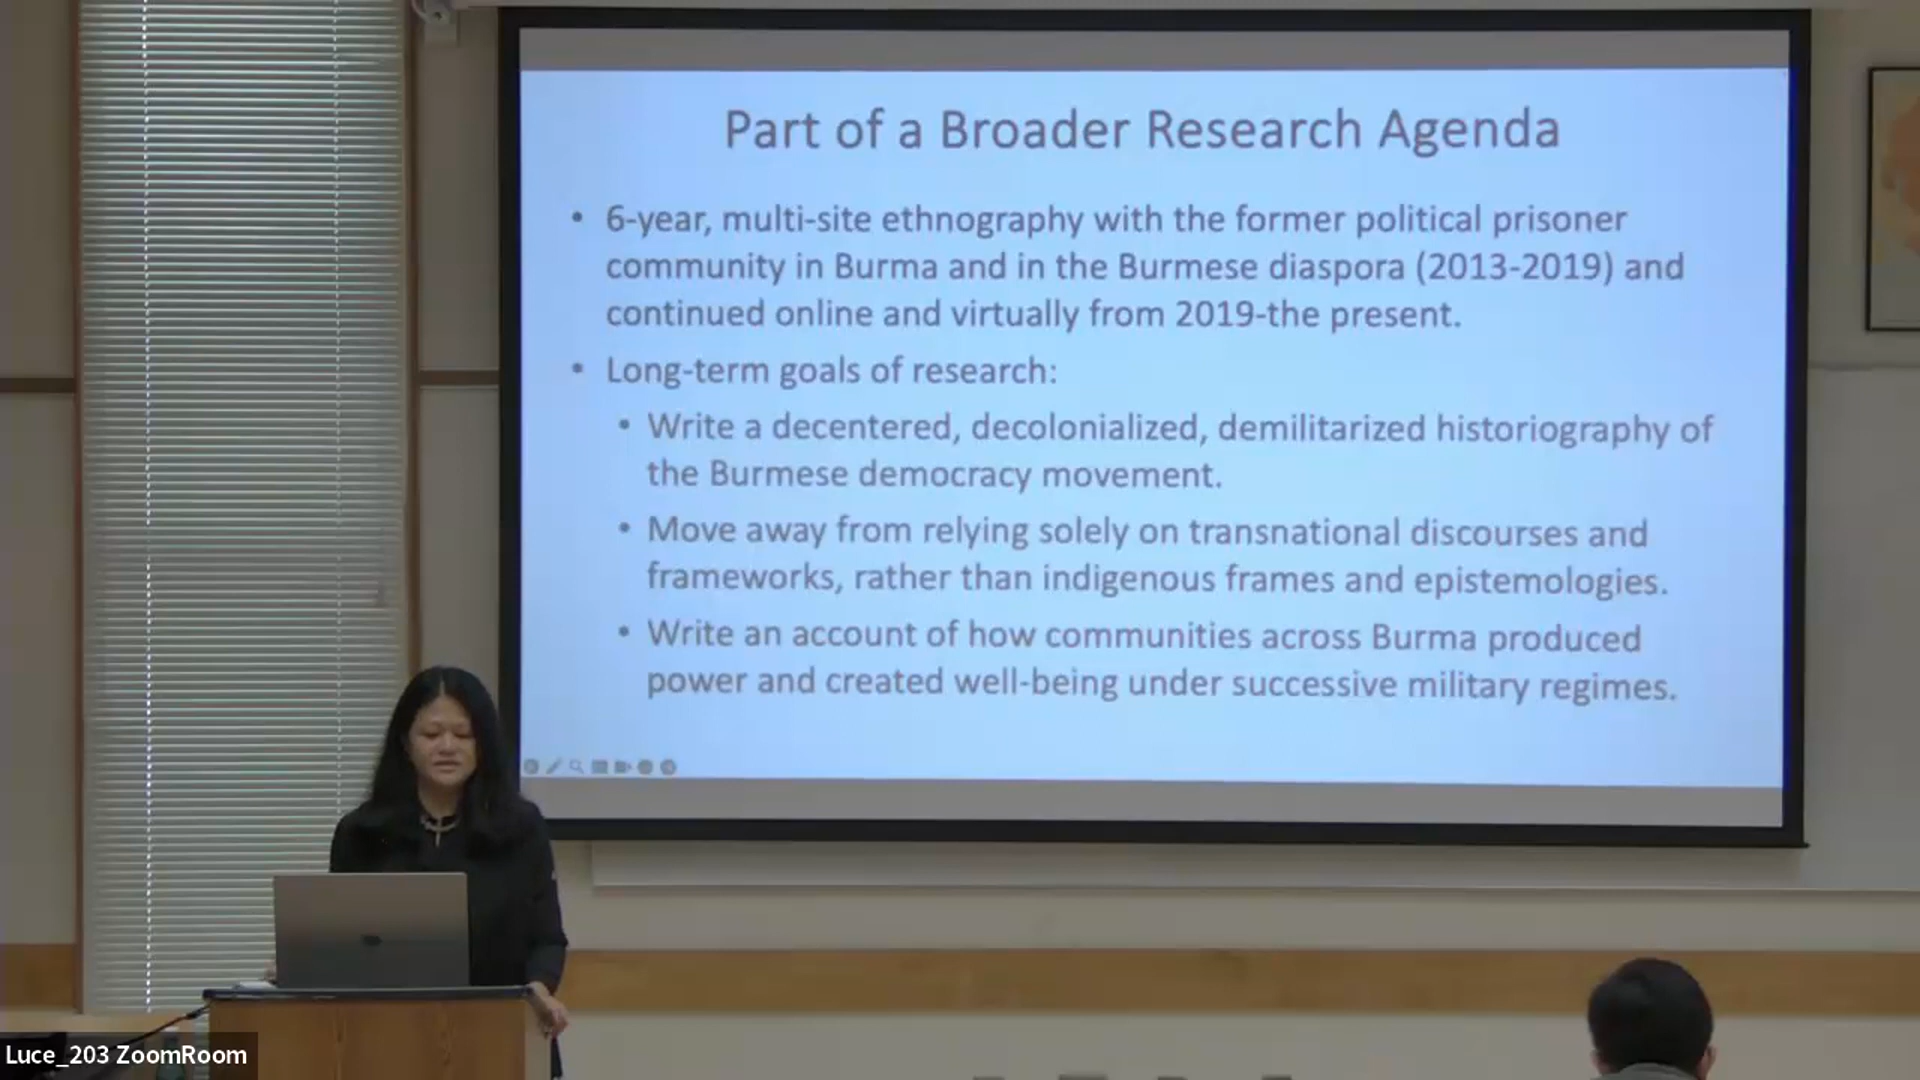 Part of a Broader Research Agenda
• 6-year, multi-site ethnography with the former political prisoner
community in Burma and in the Burmese diaspora (2013-2019) and
continued online and virtually from 2019-the present.
• Long-term goals of research:
• Write a decentered, decolonialized, demilitarized historiography of
the Burmese democracy movement.
• Move away from relying solely on transnational discourses and
frameworks, rather than indigenous frames and epistemologies.
• Write an account of how communities across Burma produced
power and created well-being under successive military regimes.
Luce_203 ZoomRoom